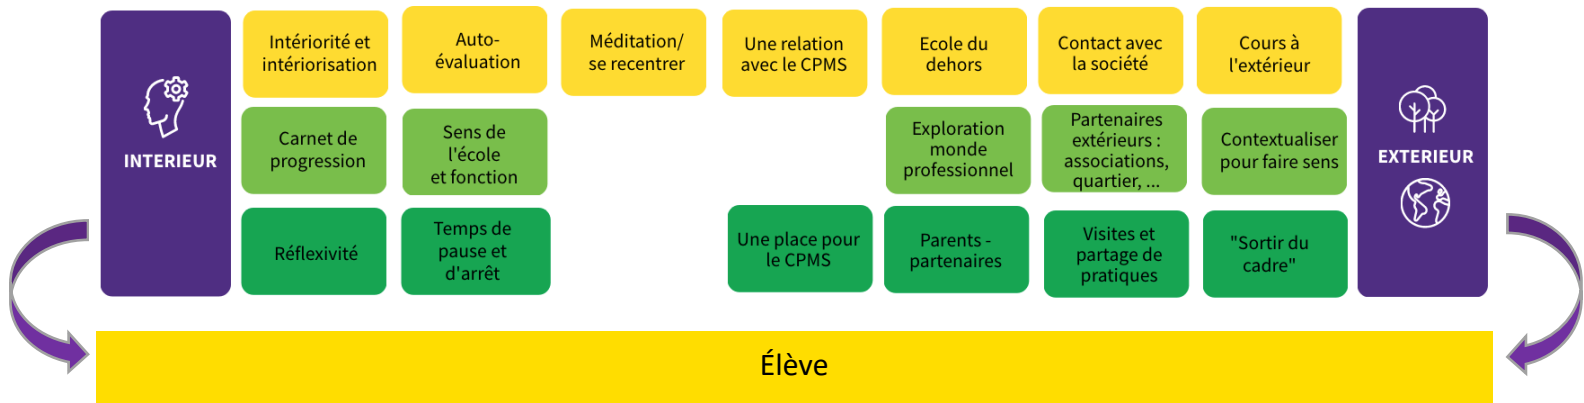 INTERIEUR
Intériorité et
intériorisation
Auto-
évaluation
Méditation/
se recentrer
Une relation
avec le CPMS
Ecole du
dehors
Contact avec
la société
Cours à
l'extérieur
Carnet de
progression
Sens de
l'école
et fonction
Exploration
monde
professionnel
Partenaires
extérieurs :
associations,
quartier, ...
Contextualiser
pour faire sens
Réflexivité
Temps de
pause et
d'arrêt
Une place pour
le CPMS
Parents -
partenaires
Visites et
partage de
pratiques
"Sortir du
cadre"
EXTERIEUR
Élève